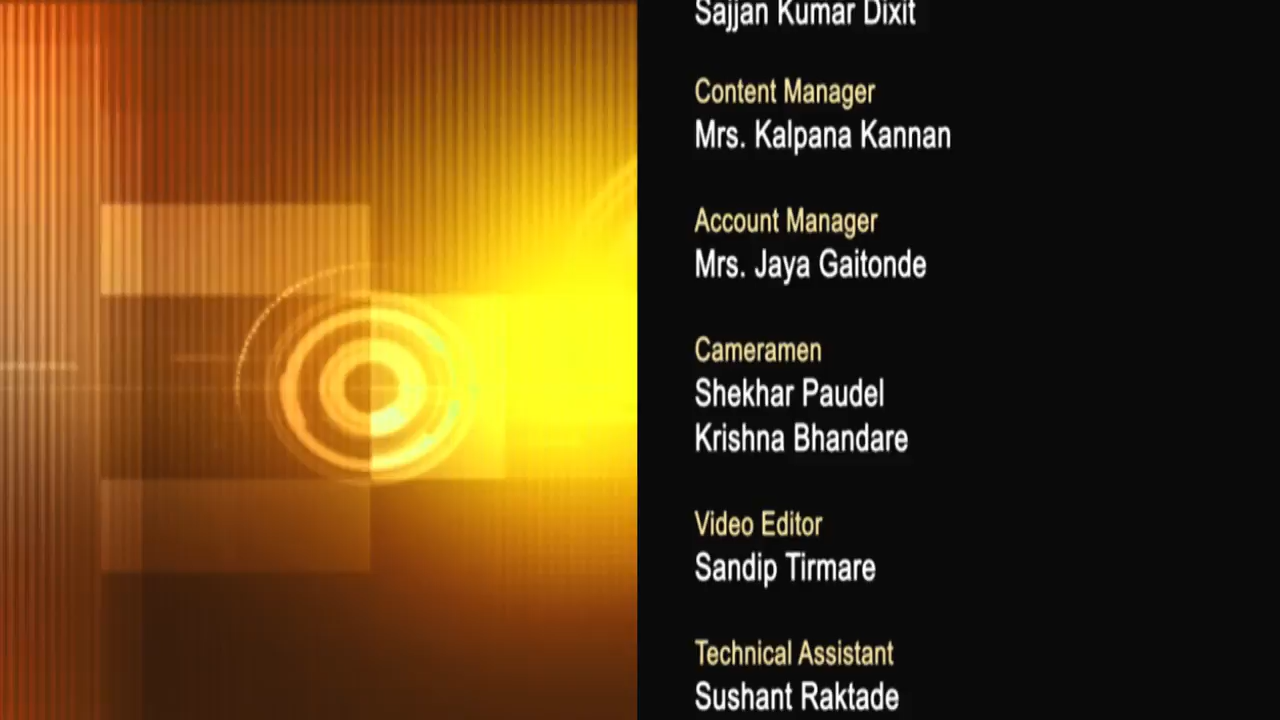 Sajjan Kumar Dixit
Content Manager
Mrs. Kalpana Kannan
Account Manager
Mrs. Jaya Gaitonde
Cameramen
Shekhar Paudel
Krishna Bhandare
Video Editor
Sandip Tirmare
Technical Assistant
Sushant Raktade